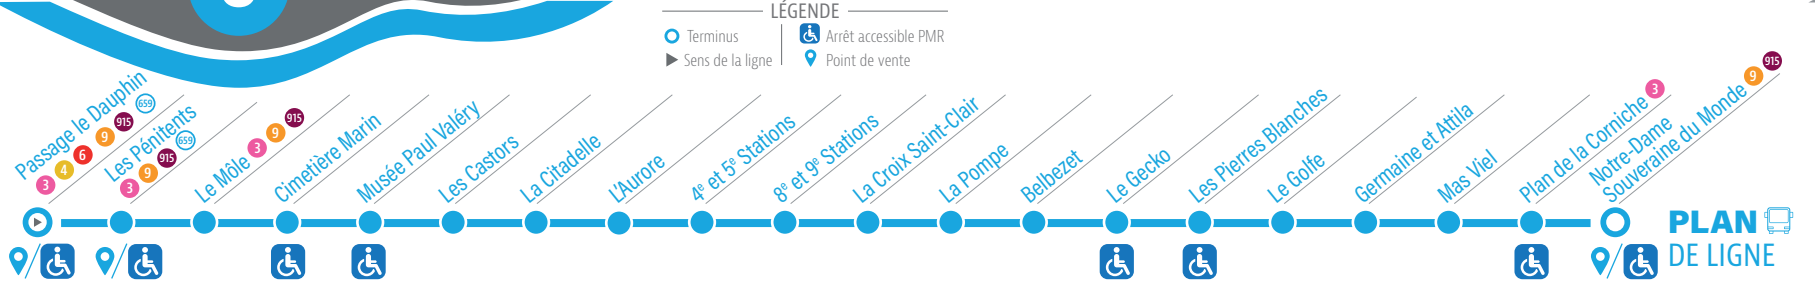 LÉGENDE
Terminus
Arrêt accessible PMR
Sens de la ligne
Point de vente
Passage le Dauphin
3 4 6 9 915 659
Les Pénitents
3 9 915 659
Le Môle 3 9 915
Cimetière Marin
Musée Paul Valéry
Les Castors
La Citadelle
L'Aurore
4e et 5e Stations
8e et 9e Stations
La Croix Saint-Clair
La Pompe
Belbezet
Le Gecko
Les Pierres Blanches
Le Golfe
Germaine et Attila
Mas Viel
Plan de la Corniche 3
Notre-Dame
Souveraine du Monde 9 915
PLAN
DE LIGNE